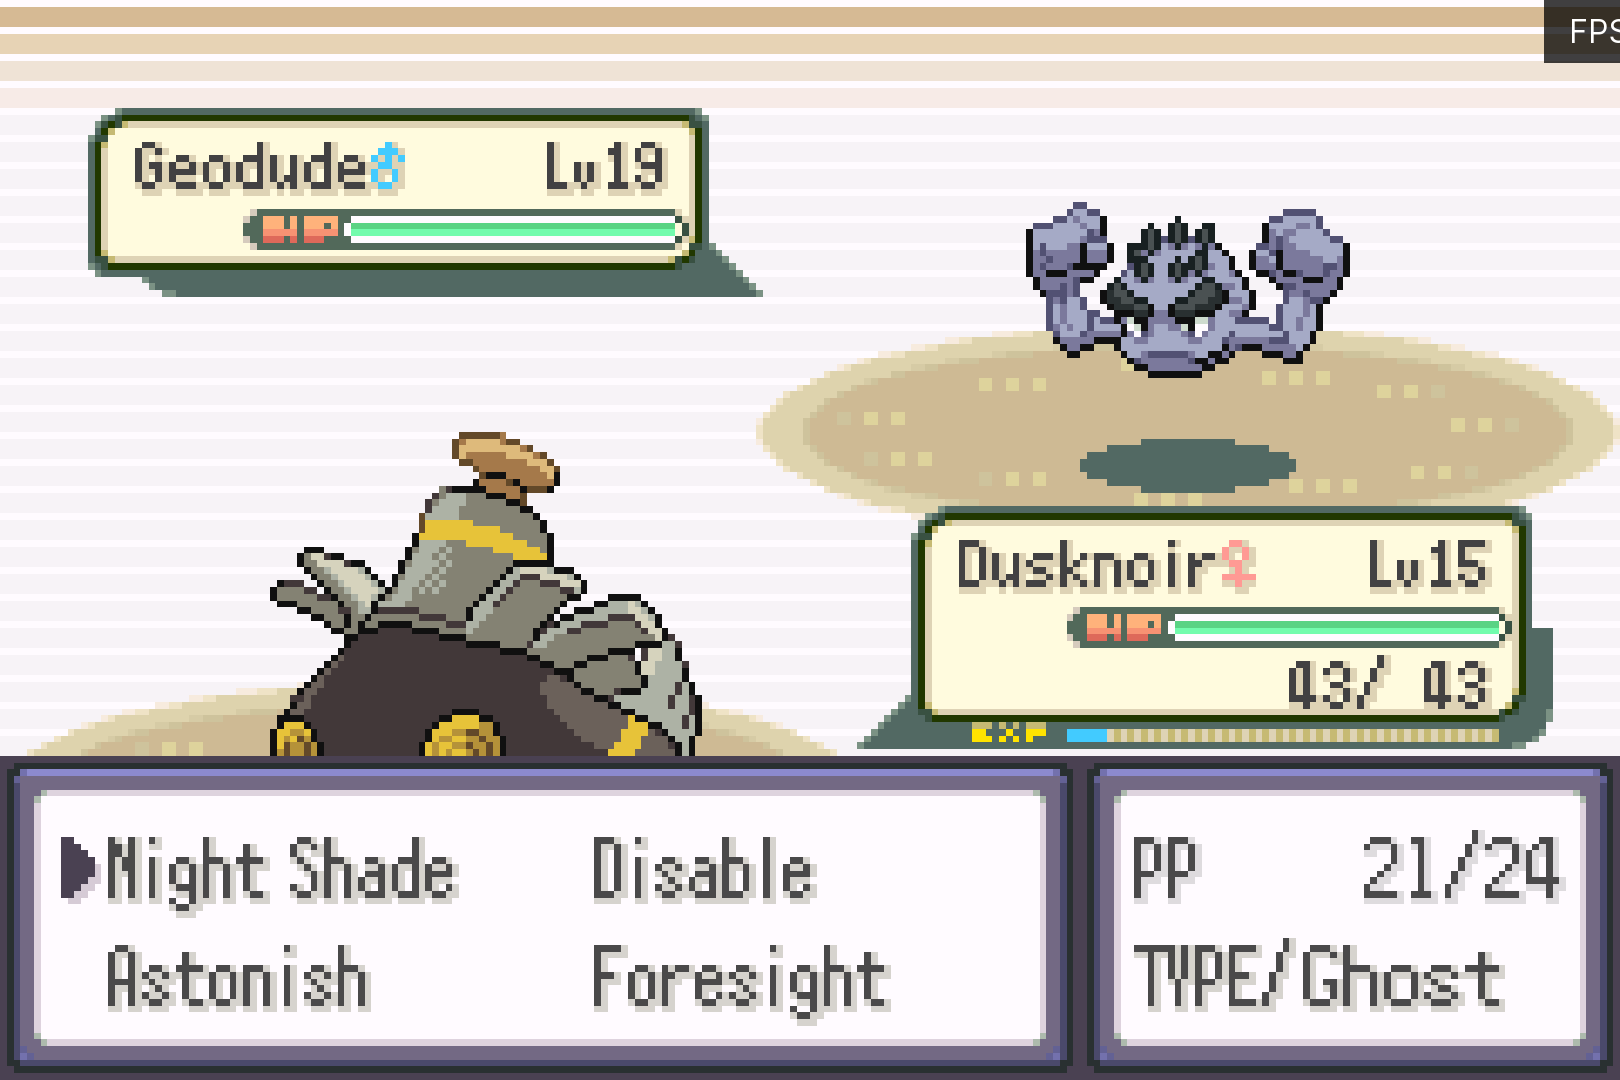 FPS
Geodude♂ Lv19
HP
Dusknoir♀ Lv15
HP
43/ 43
EXP
Night Shade Disable
Astonish Foresight
PP 21/24
TYPE/Ghost